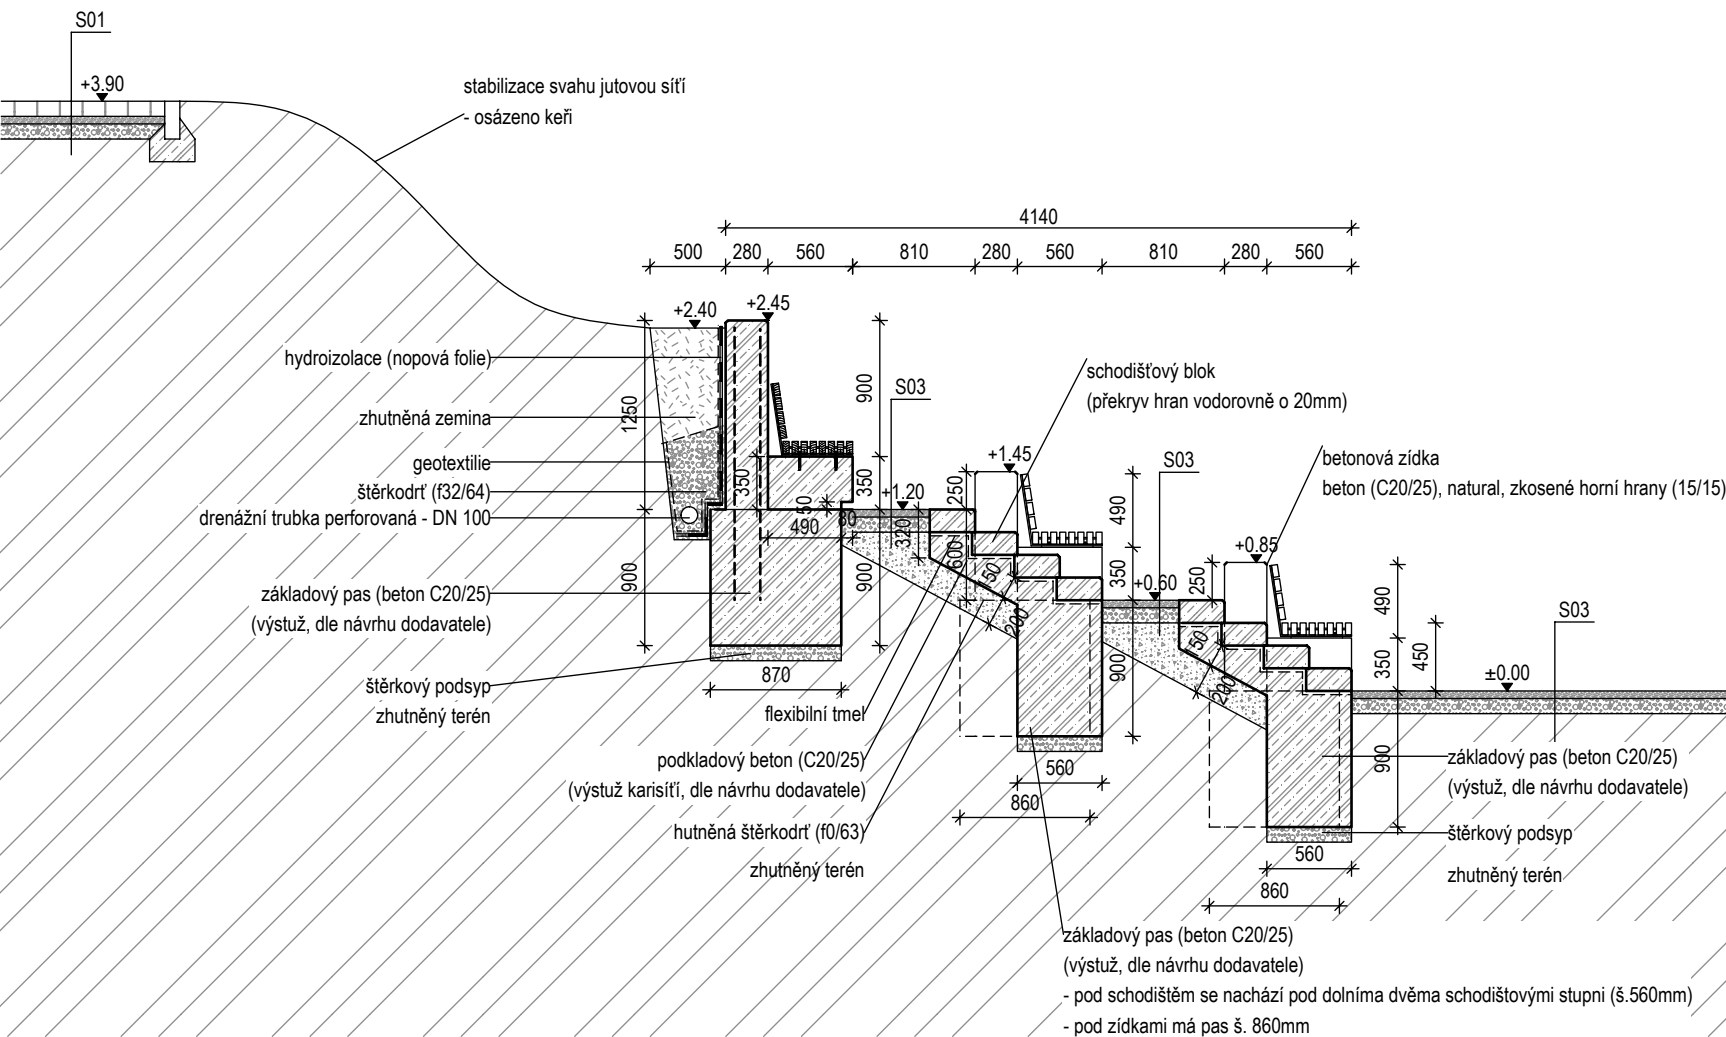 S01
+3.90
stabilizace svahu jutovou sítí
- osázeno keři
4140
500 280 560 810 280 560 810 280 560
+2.40
+2.45
hydroizolace (nopová folie)
zhutněná zemina
geotextilie
štěrkodrť (f32/64)
drenážní trubka perforovaná - DN 100
1250
900
350
50
490
80
900
350
900
S03
+1.20
320
250
600
150
200
+1.45
schodišťový blok
(překryv hran vodorovně o 20mm)
490
350
900
S03
+0.60
250
150
200
+0.85
betonová zídka
beton (C20/25), natural, zkosené horní hrany (15/15)
490
350
450
900
S03
±0.00
základový pas (beton C20/25)
(výstuž, dle návrhu dodavatele)
štěrkový podsyp
zhutněný terén
870
flexibilní tmel
podkladový beton (C20/25)
(výstuž karisítí, dle návrhu dodavatele)
hutněná štěrkodrť (f0/63)
zhutněný terén
560
860
základový pas (beton C20/25)
(výstuž, dle návrhu dodavatele)
štěrkový podsyp
zhutněný terén
560
860
základový pas (beton C20/25)
(výstuž, dle návrhu dodavatele)
- pod schodištěm se nachází pod dolníma dvěma schodištovými stupni (š.560mm)
- pod zídkami má pas š. 860mm